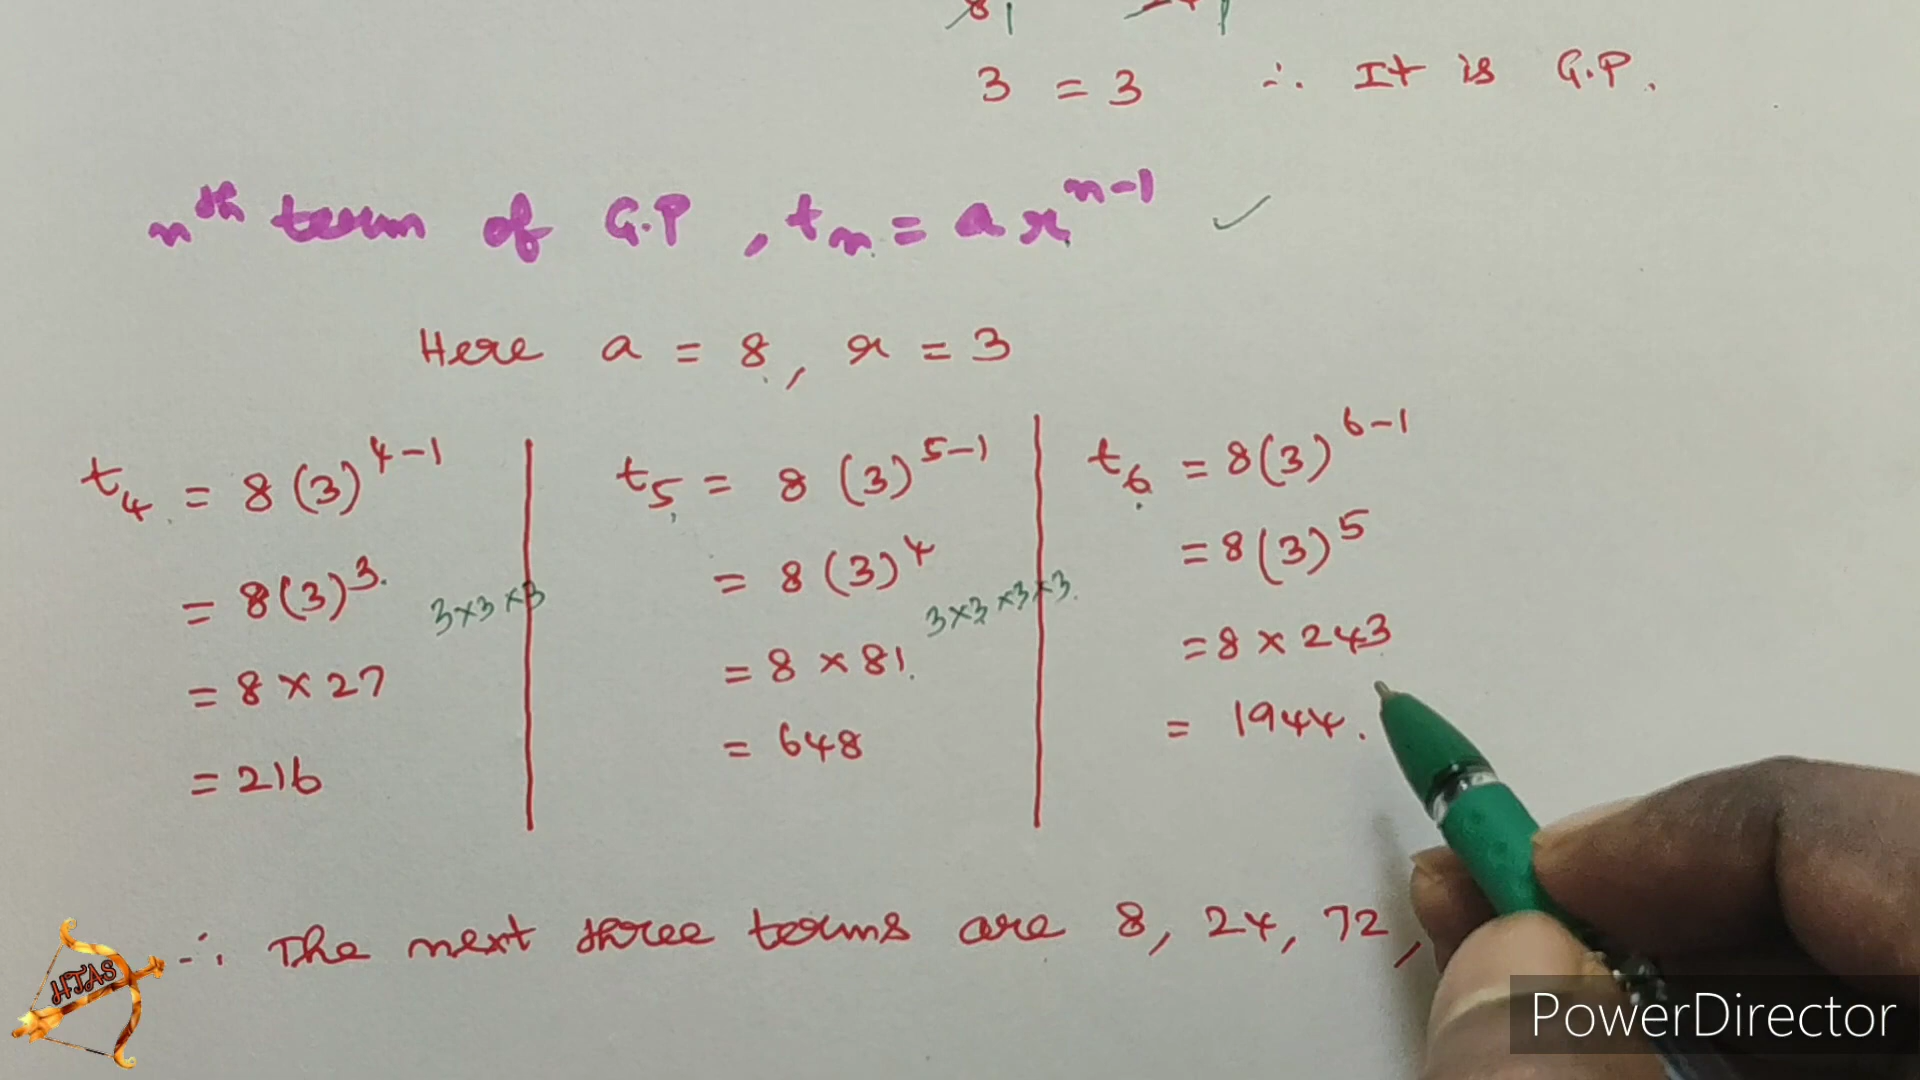 3 = 3 ∴ It is G.P.
nth term of G.P , tn = a r^n-1 ✓
Here a = 8, r = 3
t4 = 8(3)^4-1
= 8(3)^3
3×3×3
= 8 × 27
= 216
t5 = 8(3)^5-1
= 8(3)^4
3×3×3×3
= 8 × 81
= 648
t6 = 8(3)^6-1
= 8(3)^5
= 8 × 243
= 1944.
∴ The next three terms are 8, 24, 72,
HTAS
PowerDirector